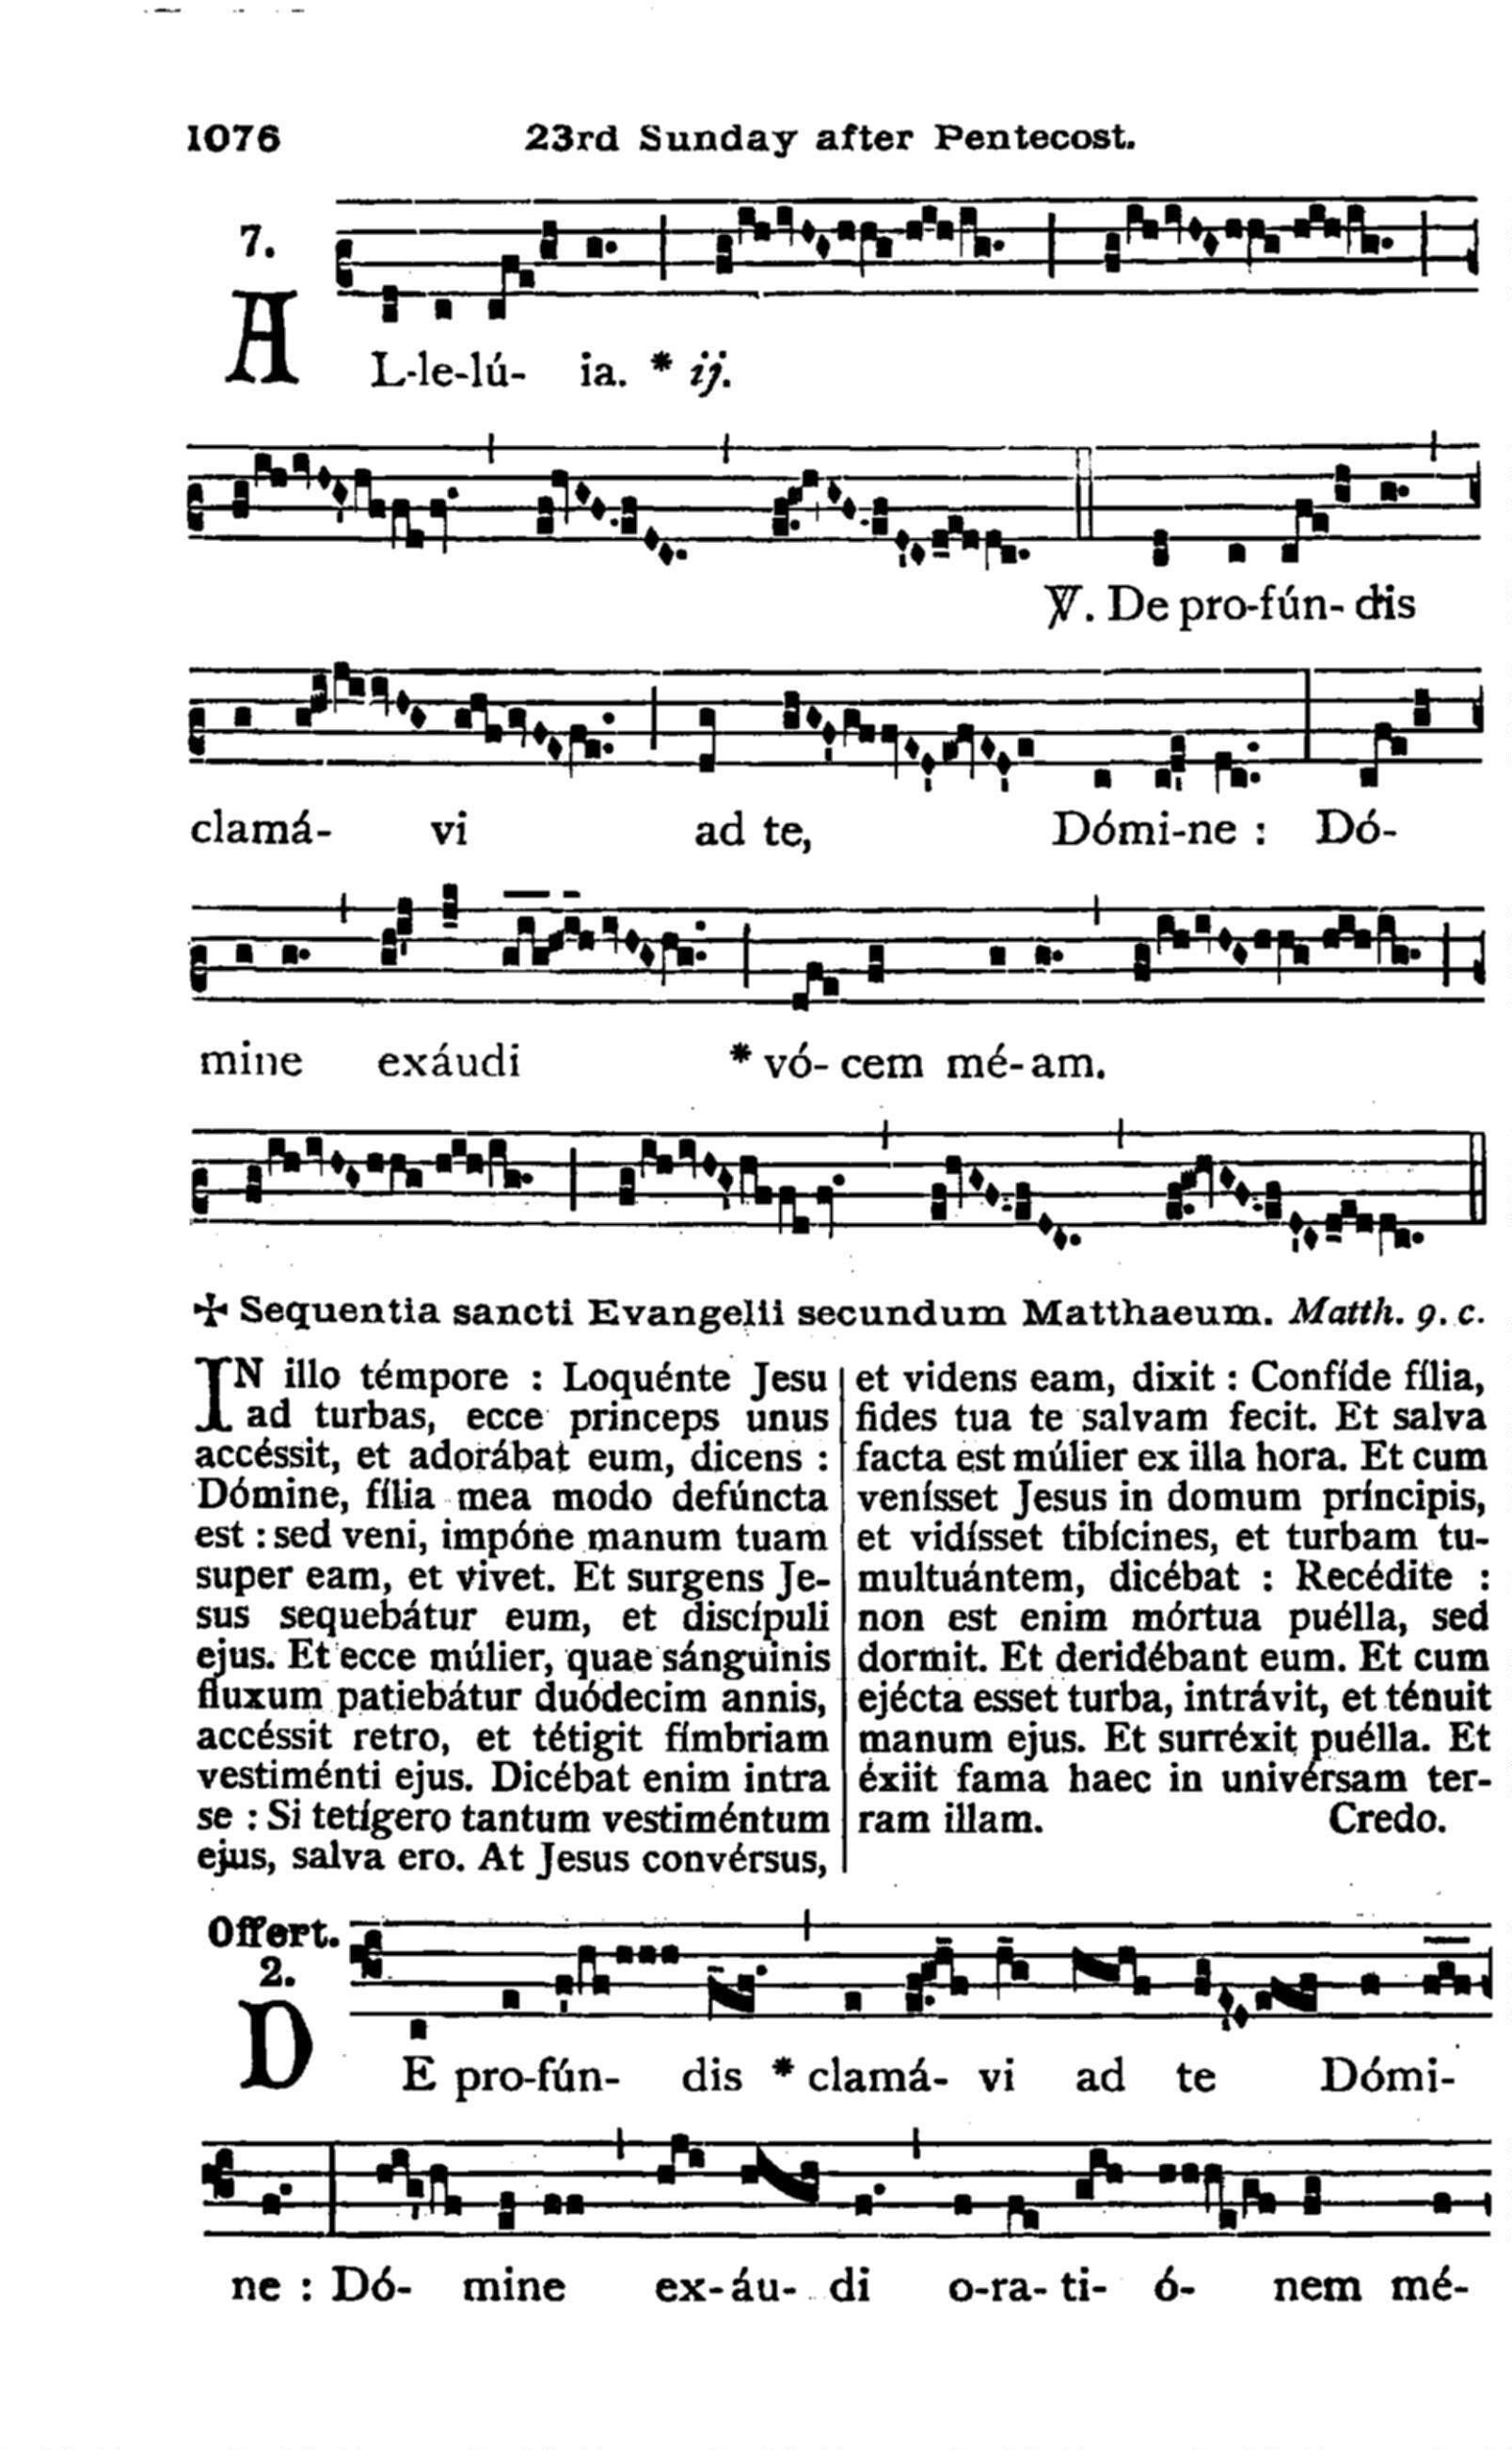 1076 23rd Sunday after Pentecost.
7.
AL-le-lú- ia. * ij.
℣. De pro-fún- dis
clamá- vi ad te, Dómi-ne : Dó-
mine exáudi * vó- cem mé- am.
✠ Sequentia sancti Evangelii secundum Matthaeum. Matth. 9. c.
IN illo témpore : Loquénte Jesu
ad turbas, ecce princeps unus
accéssit, et adorábat eum, dicens :
Dómine, fília mea modo defúncta
est : sed veni, impóne manum tuam
super eam, et vivet. Et surgens Je-
sus sequebátur eum, et discípuli
ejus. Et ecce múlier, quae sánguinis
fluxum patiebátur duódecim annis,
accéssit retro, et tétigit fímbriam
vestiménti ejus. Dicébat enim intra
se : Si tetígero tantum vestiméntum
ejus, salva ero. At Jesus convérsus,
et videns eam, dixit : Confíde fília,
fides tua te salvam fecit. Et salva
facta est múlier ex illa hora. Et cum
venísset Jesus in domum príncipis,
et vidísset tibícines, et turbam tu-
multuántem, dicébat : Recédite :
non est enim mórtua puélla, sed
dormit. Et deridébant eum. Et cum
ejécta esset turba, intrávit, et ténuit
manum ejus. Et surréxit puélla. Et
éxiit fama haec in univérsam ter-
ram illam. Credo.
Offert.
2.
DE pro-fún- dis * clamá- vi ad te Dómi-
ne : Dó- mine ex-áu- di o-ra- ti- ó- nem mé-